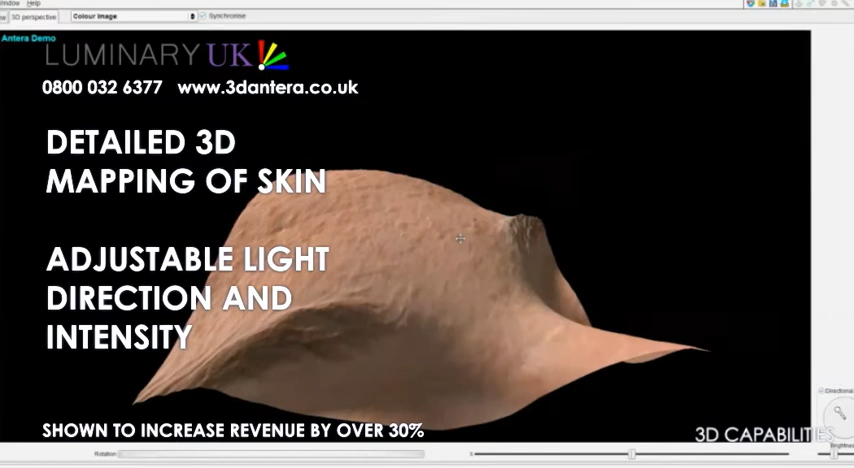 Window Help
3D perspective Colour Image Synchronise
Antera Demo
LUMINARY UK
0800 032 6377 www.3dantera.co.uk
DETAILED 3D
MAPPING OF SKIN
ADJUSTABLE LIGHT
DIRECTION AND
INTENSITY
SHOWN TO INCREASE REVENUE BY OVER 30%
Directional
3D CAPABILITIES
Rotation
Brightness